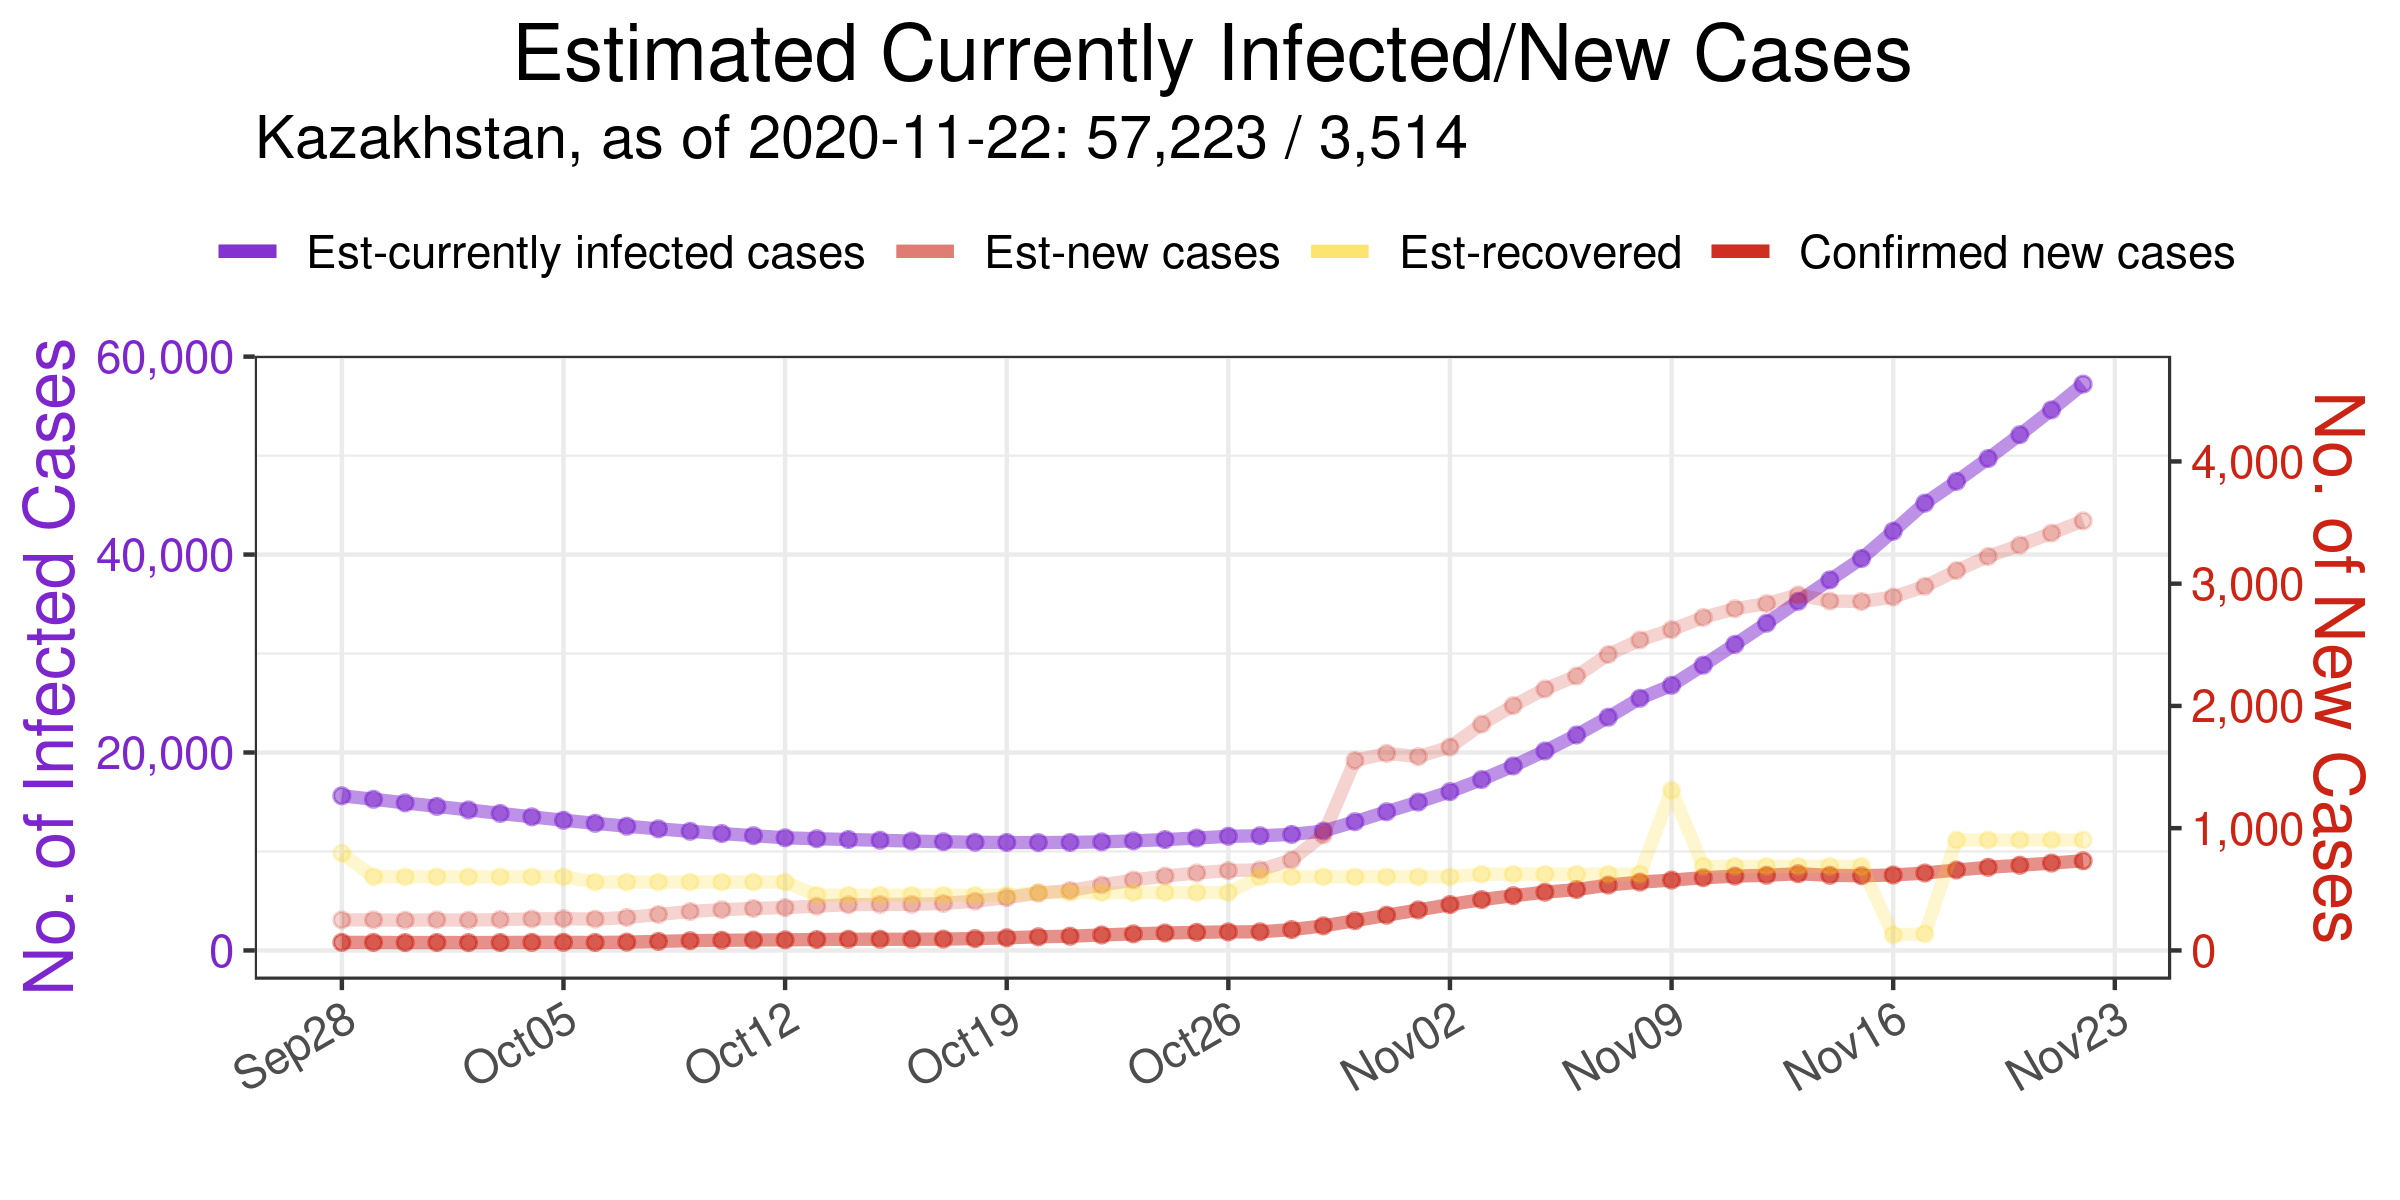 Estimated Currently Infected/New Cases
Kazakhstan, as of 2020-11-22: 57,223 / 3,514
Est-currently infected cases Est-new cases Est-recovered Confirmed new cases
No. of Infected Cases
60,000
40,000
20,000
0
4,000
3,000
2,000
1,000
0
No. of New Cases
Sep28 Oct05 Oct12 Oct19 Oct26 Nov02 Nov09 Nov16 Nov23